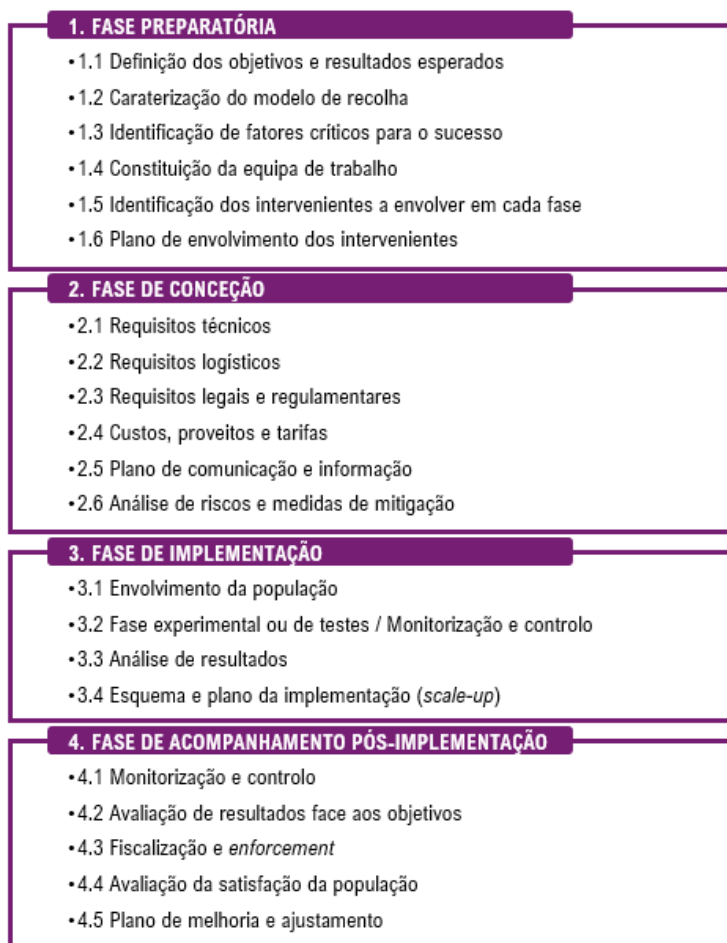 1. FASE PREPARATÓRIA
•1.1 Definição dos objetivos e resultados esperados
•1.2 Caraterização do modelo de recolha
•1.3 Identificação de fatores críticos para o sucesso
•1.4 Constituição da equipa de trabalho
•1.5 Identificação dos intervenientes a envolver em cada fase
•1.6 Plano de envolvimento dos intervenientes
2. FASE DE CONCEÇÃO
•2.1 Requisitos técnicos
•2.2 Requisitos logísticos
•2.3 Requisitos legais e regulamentares
•2.4 Custos, proveitos e tarifas
•2.5 Plano de comunicação e informação
•2.6 Análise de riscos e medidas de mitigação
3. FASE DE IMPLEMENTAÇÃO
•3.1 Envolvimento da população
•3.2 Fase experimental ou de testes / Monitorização e controlo
•3.3 Análise de resultados
•3.4 Esquema e plano da implementação (scale-up)
4. FASE DE ACOMPANHAMENTO PÓS-IMPLEMENTAÇÃO
•4.1 Monitorização e controlo
•4.2 Avaliação de resultados face aos objetivos
•4.3 Fiscalização e enforcement
•4.4 Avaliação da satisfação da população
•4.5 Plano de melhoria e ajustamento